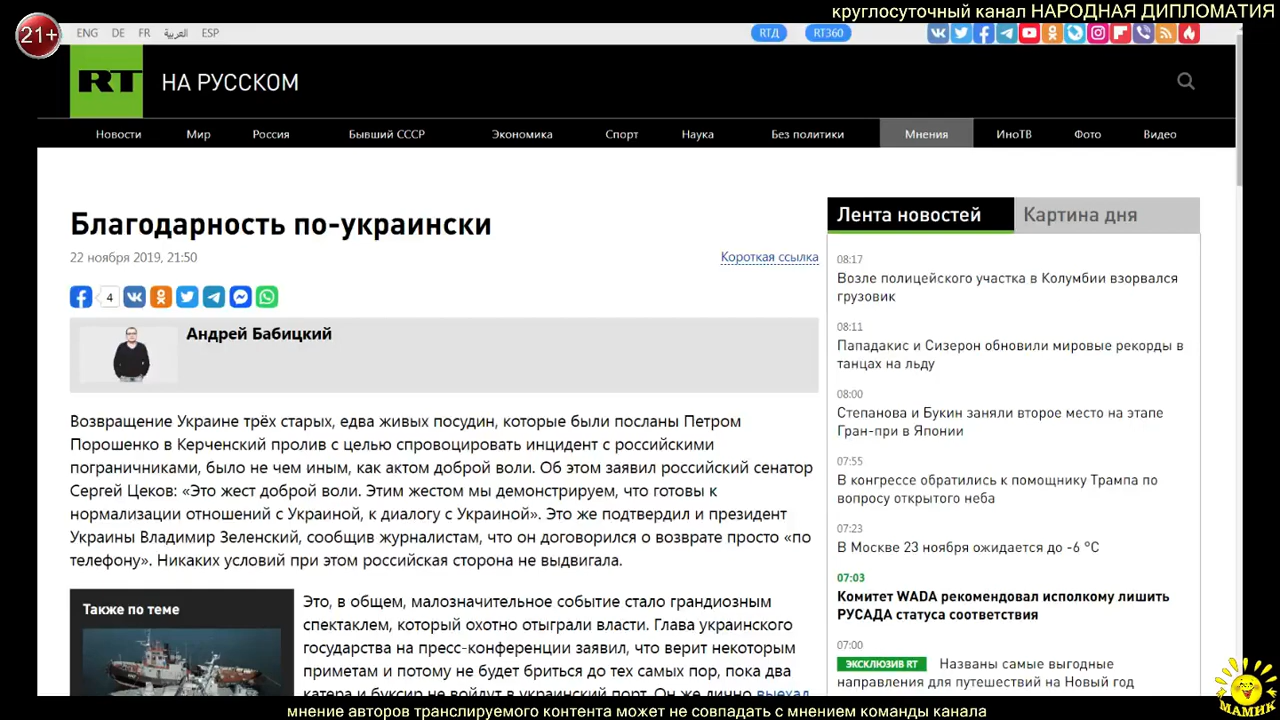 круглосуточный канал НАРОДНАЯ ДИПЛОМАТИЯ
21+
ENG DE FR العربية ESP
RTД RT360
RT НА РУССКОМ
Новости Мир Россия Бывший СССР Экономика Спорт Наука Без политики Мнения ИноТВ Фото Видео
Благодарность по-украински
22 ноября 2019, 21:50
Короткая ссылка
4
Андрей Бабицкий
Возвращение Украине трёх старых, едва живых посудин, которые были посланы Петром
Порошенко в Керченский пролив с целью спровоцировать инцидент с российскими
пограничниками, было не чем иным, как актом доброй воли. Об этом заявил российский сенатор
Сергей Цеков: «Это жест доброй воли. Этим жестом мы демонстрируем, что готовы к
нормализации отношений с Украиной, к диалогу с Украиной». Это же подтвердил и президент
Украины Владимир Зеленский, сообщив журналистам, что он договорился о возврате просто «по
телефону». Никаких условий при этом российская сторона не выдвигала.
Также по теме
Это, в общем, малозначительное событие стало грандиозным
спектаклем, который охотно отыграли власти. Глава украинского
государства на пресс-конференции заявил, что верит некоторым
приметам и потому не будет бриться до тех самых пор, пока два
катера и буксир не войдут в украинский порт. Он же лично выехал
Лента новостей
Картина дня
08:17
Возле полицейского участка в Колумбии взорвался
грузовик
08:11
Пападакис и Сизерон обновили мировые рекорды в
танцах на льду
08:00
Степанова и Букин заняли второе место на этапе
Гран-при в Японии
07:55
В конгрессе обратились к помощнику Трампа по
вопросу открытого неба
07:23
В Москве 23 ноября ожидается до -6 °С
07:03
Комитет WADA рекомендовал исполкому лишить
РУСАДА статуса соответствия
07:00
ЭКСКЛЮЗИВ RT Названы самые выгодные
направления для путешествий на Новый год
МАМИК
мнение авторов транслируемого контента может не совпадать с мнением команды канала